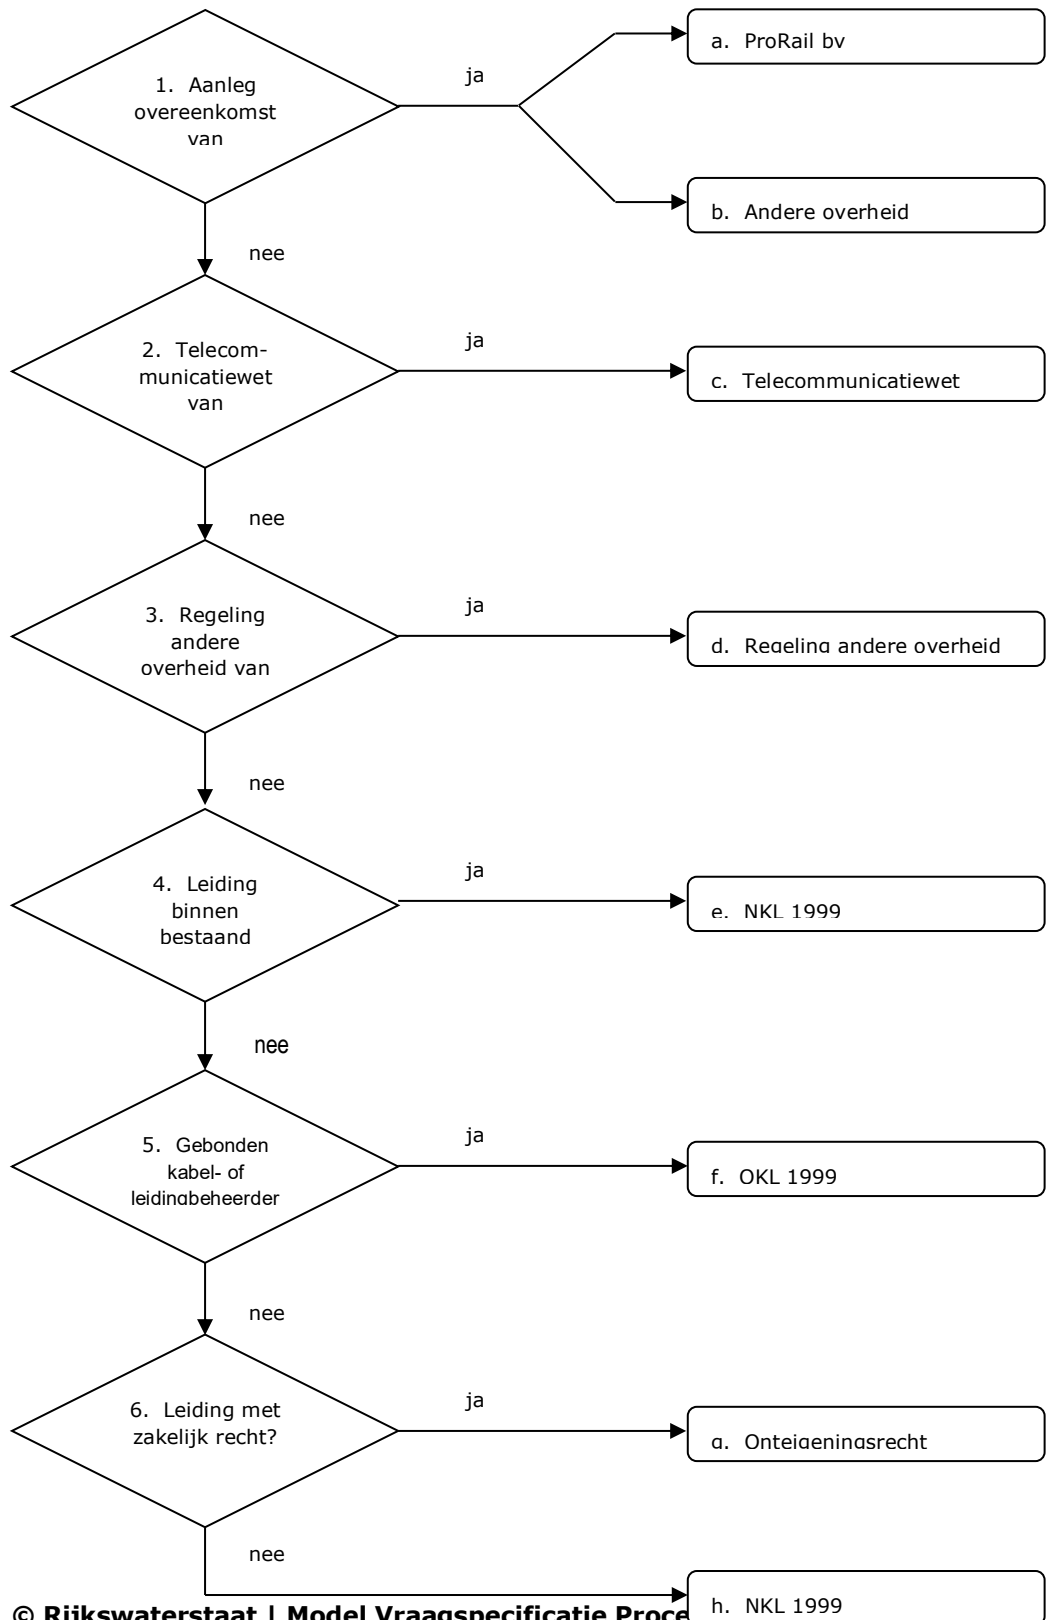 1. Aanleg
overeenkomst
van
ja
a. ProRail bv
b. Andere overheid
nee
2. Telecom-
municatiewet
van
ja
c. Telecommunicatiewet
nee
3. Regeling
andere
overheid van
ja
d. Regeling andere overheid
nee
4. Leiding
binnen
bestaand
ja
e. NKL 1999
nee
5. Gebonden
kabel- of
leidingbeheerder
ja
f. OKL 1999
nee
6. Leiding met
zakelijk recht?
ja
g. Onteigeningsrecht
nee
h. NKL 1999
© Rijkswaterstaat | Model Vraagspecificatie Proce